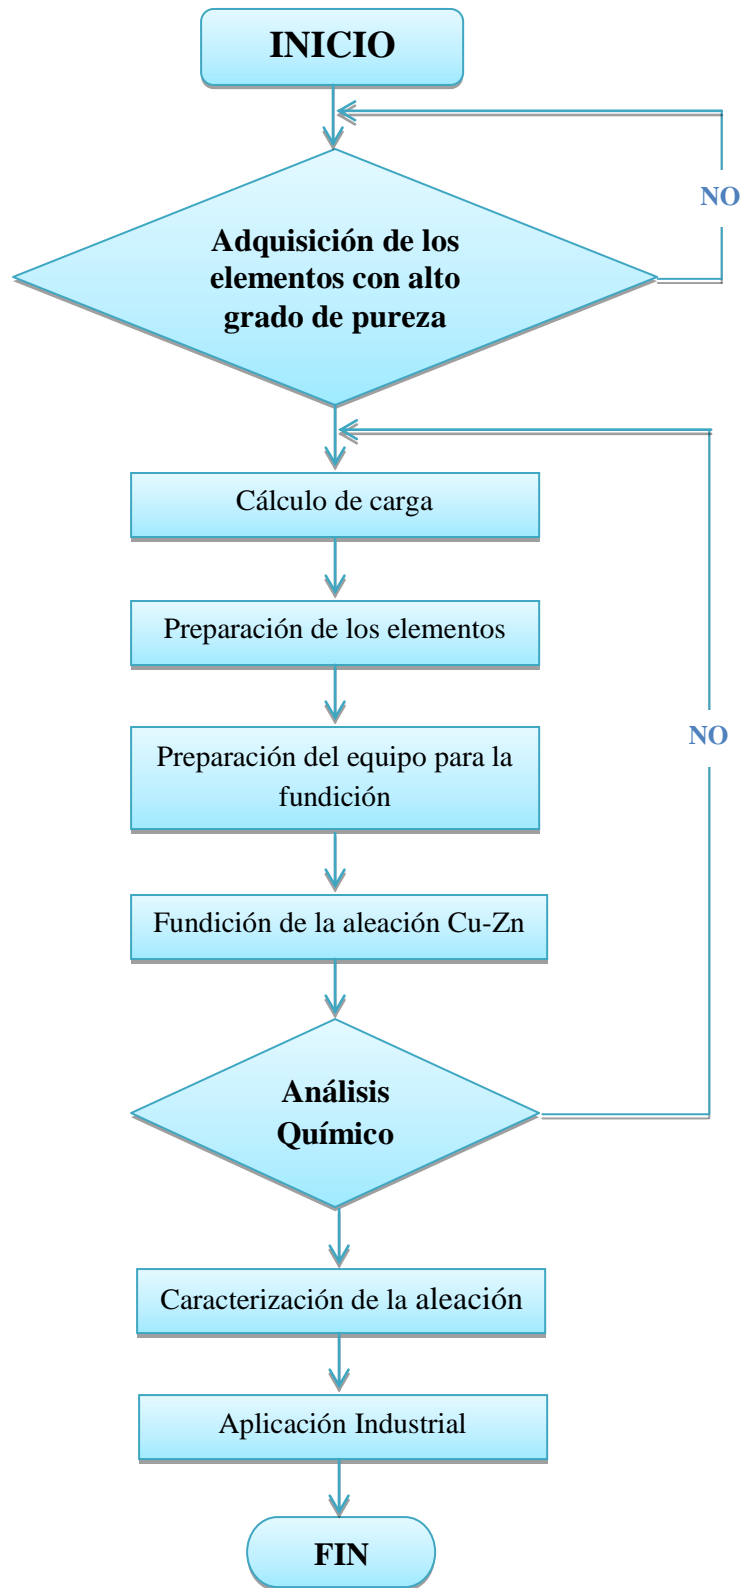 INICIO
NO
Adquisición de los
elementos con alto
grado de pureza
Cálculo de carga
Preparación de los elementos
Preparación del equipo para la
fundición
NO
Fundición de la aleación Cu-Zn
Análisis
Químico
Caracterización de la aleación
Aplicación Industrial
FIN